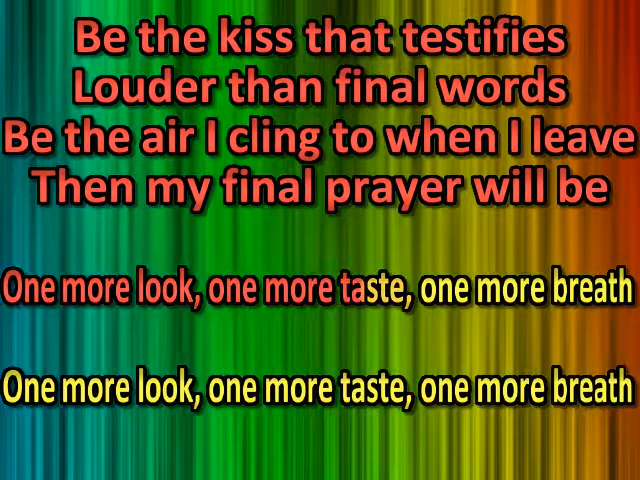 Be the kiss that testifies
Louder than final words
Be the air I cling to when I leave
Then my final prayer will be
One more look, one more taste, one more breath
One more look, one more taste, one more breath